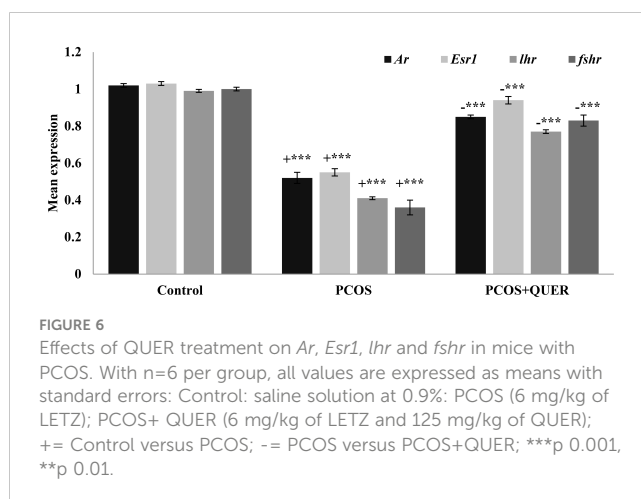 1.2
1
0.8
0.6
0.4
0.2
0
Mean expression
Ar Esr1 lhr fshr
+*** +*** +*** +***
-*** -*** -*** -***
Control PCOS PCOS+QUER
FIGURE 6
Effects of QUER treatment on Ar, Esr1, lhr and fshr in mice with
PCOS. With n=6 per group, all values are expressed as means with
standard errors: Control: saline solution at 0.9%: PCOS (6 mg/kg of
LETZ); PCOS+ QUER (6 mg/kg of LETZ and 125 mg/kg of QUER);
+= Control versus PCOS; -= PCOS versus PCOS+QUER; ***p 0.001,
**p 0.01.